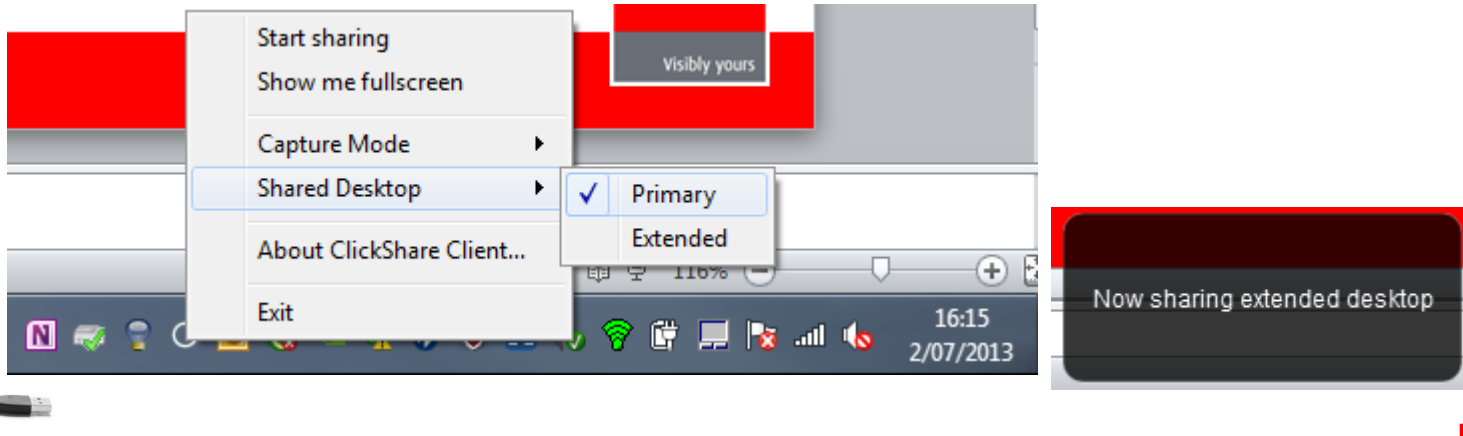 Start sharing
Show me fullscreen
Visibly yours
Capture Mode
Shared Desktop
Primary
Extended
About ClickShare Client...
116%
Exit
N
16:15
2/07/2013
Now sharing extended desktop